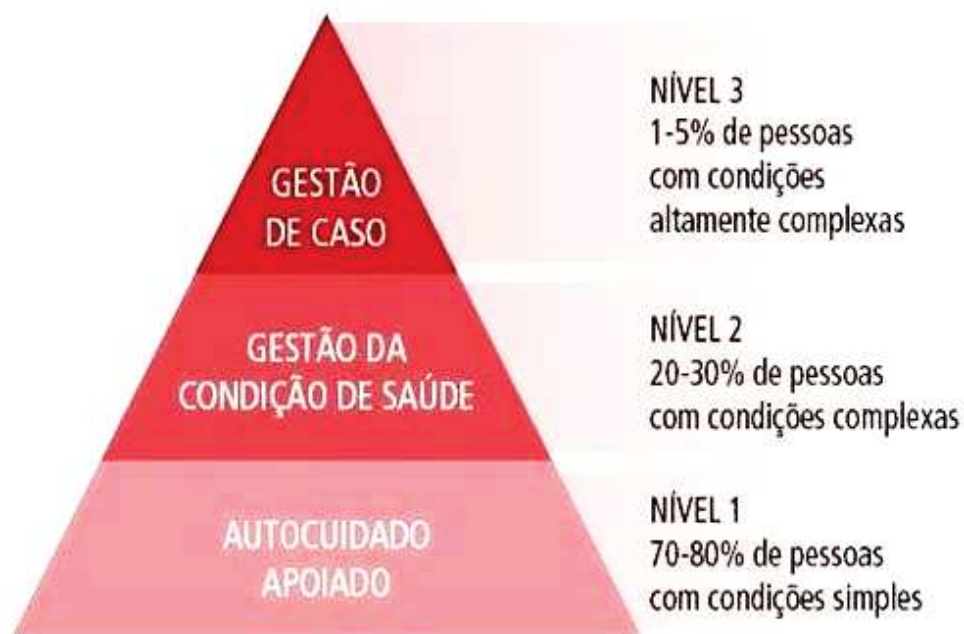 GESTÃO
DE CASO
NÍVEL 3
1-5% de pessoas
com condições
altamente complexas
GESTÃO DA
CONDIÇÃO DE SAÚDE
NÍVEL 2
20-30% de pessoas
com condições complexas
AUTOCUIDADO
APOIADO
NÍVEL 1
70-80% de pessoas
com condições simples